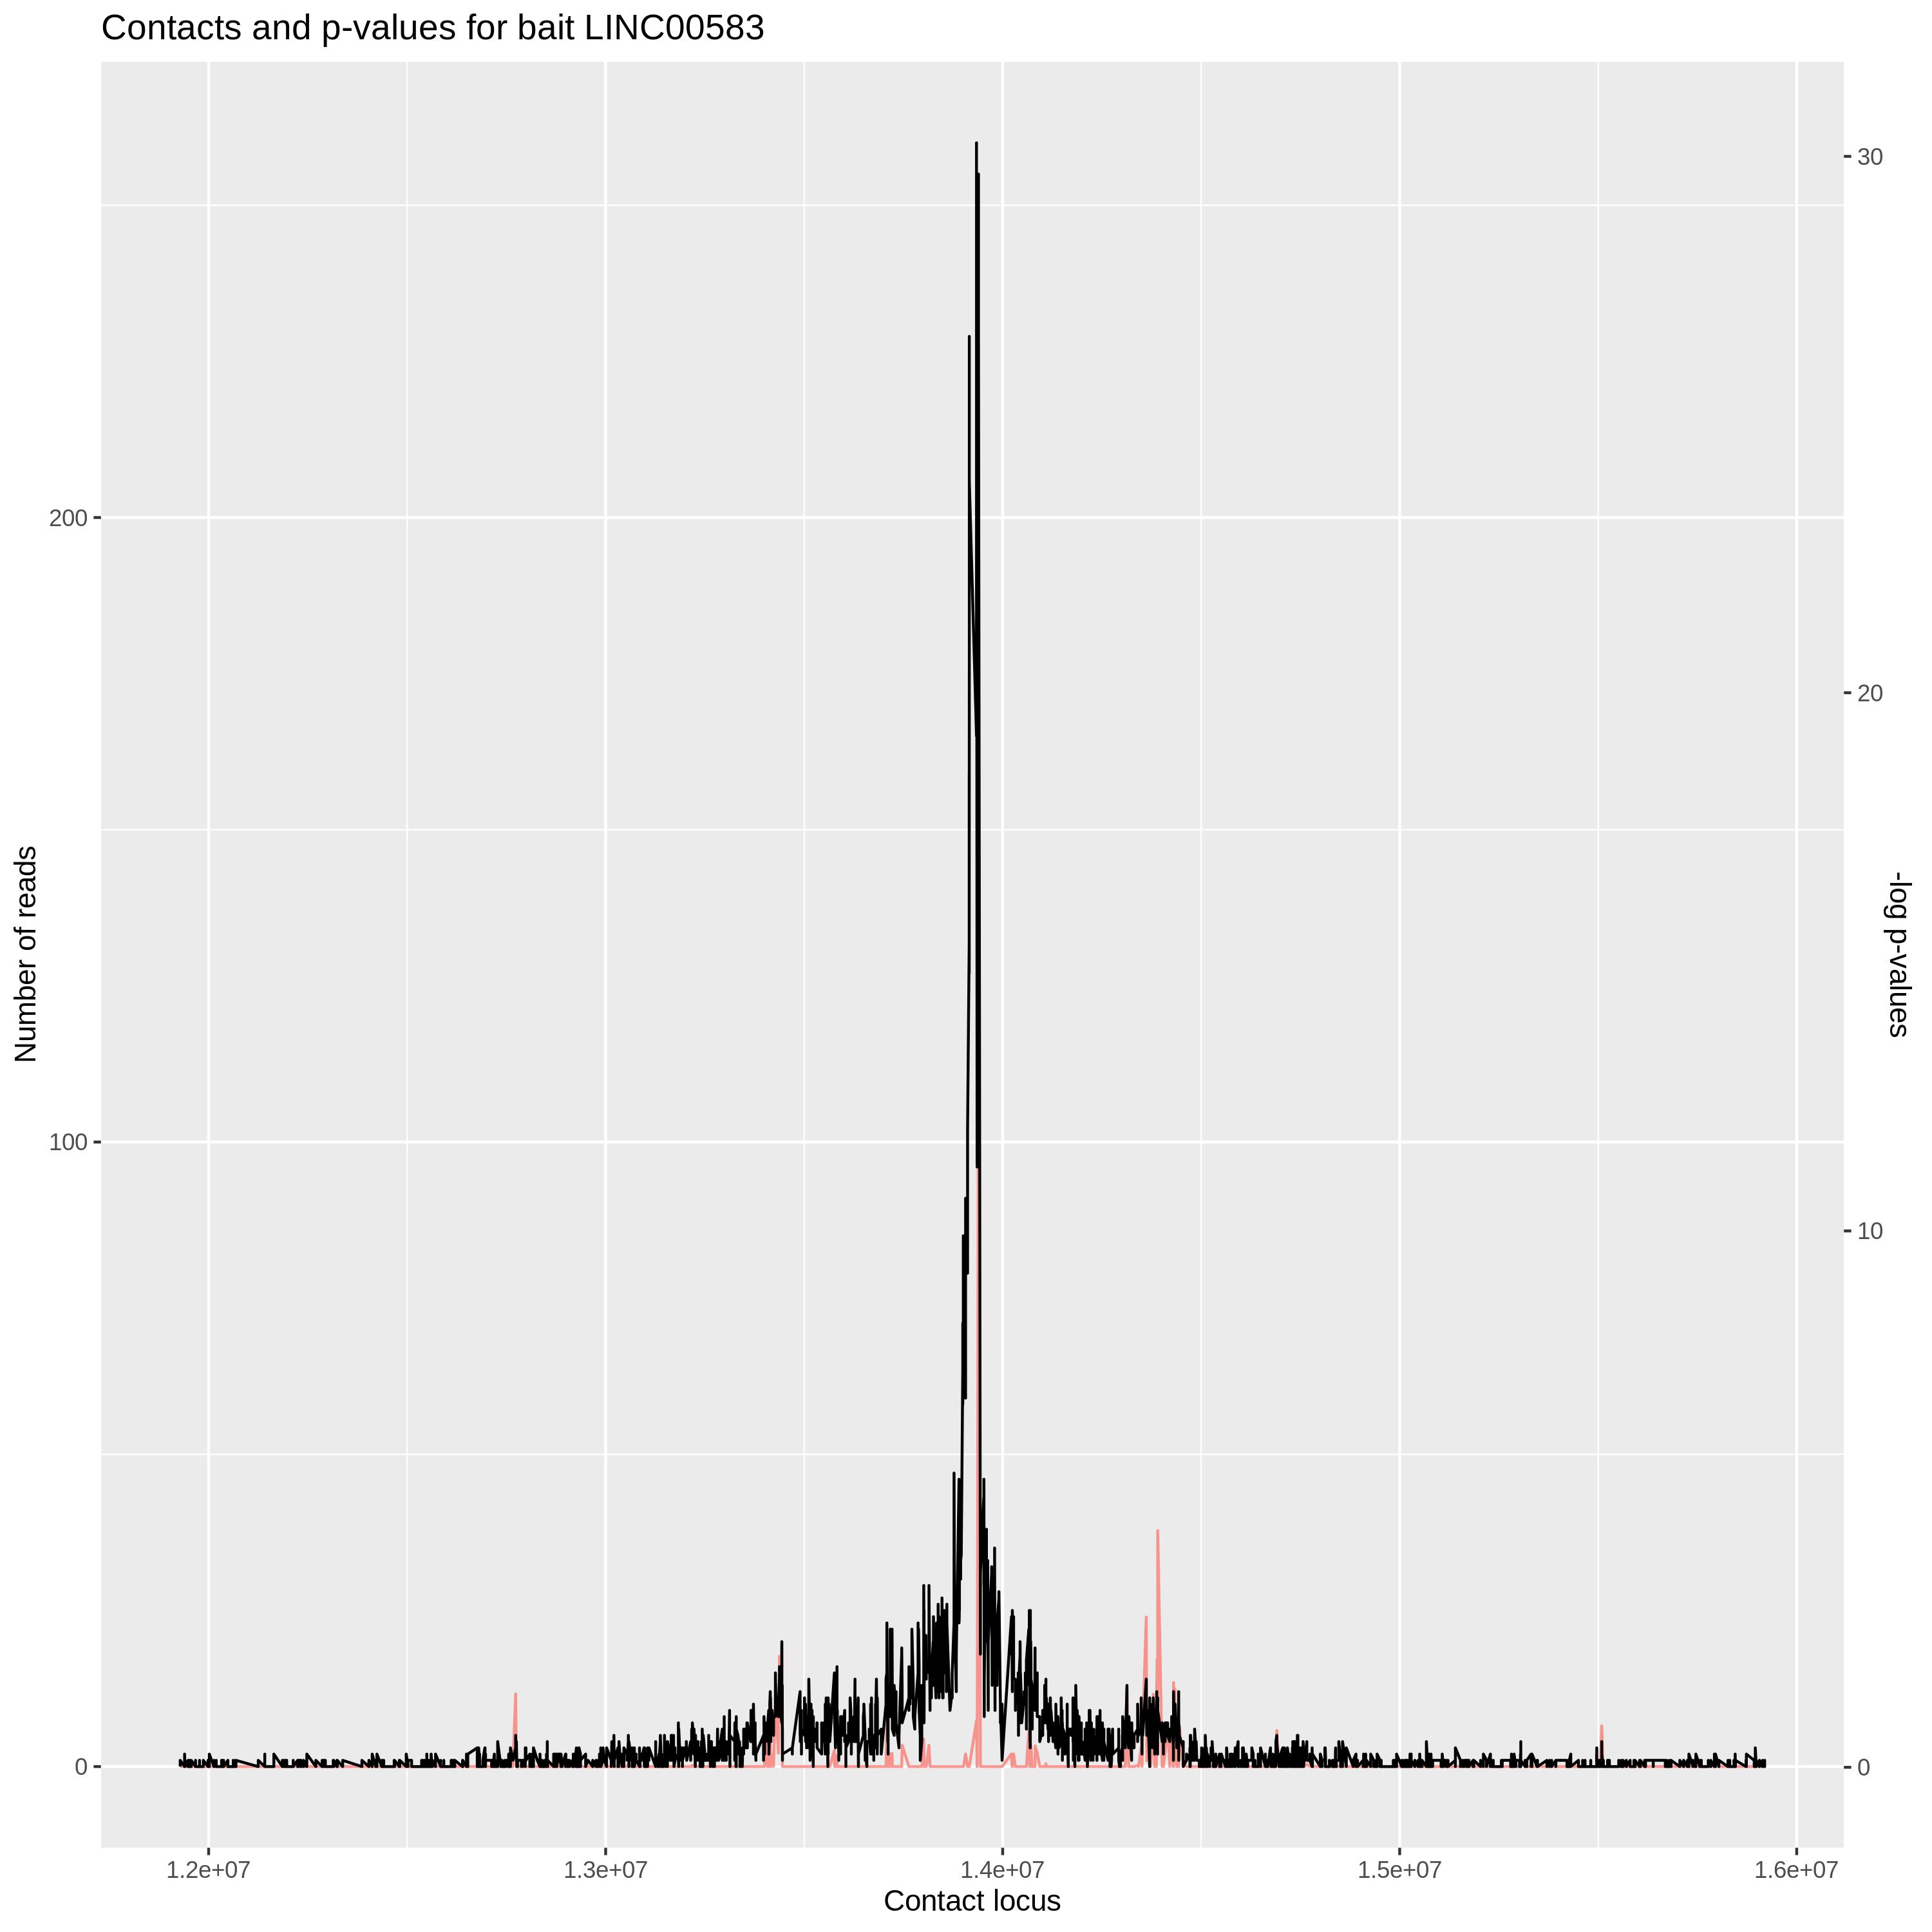 Contacts and p-values for bait LINC00583
Number of reads
200
100
0
30
20
10
0
-log p-values
1.2e+07
1.3e+07
1.4e+07
1.5e+07
1.6e+07
Contact locus